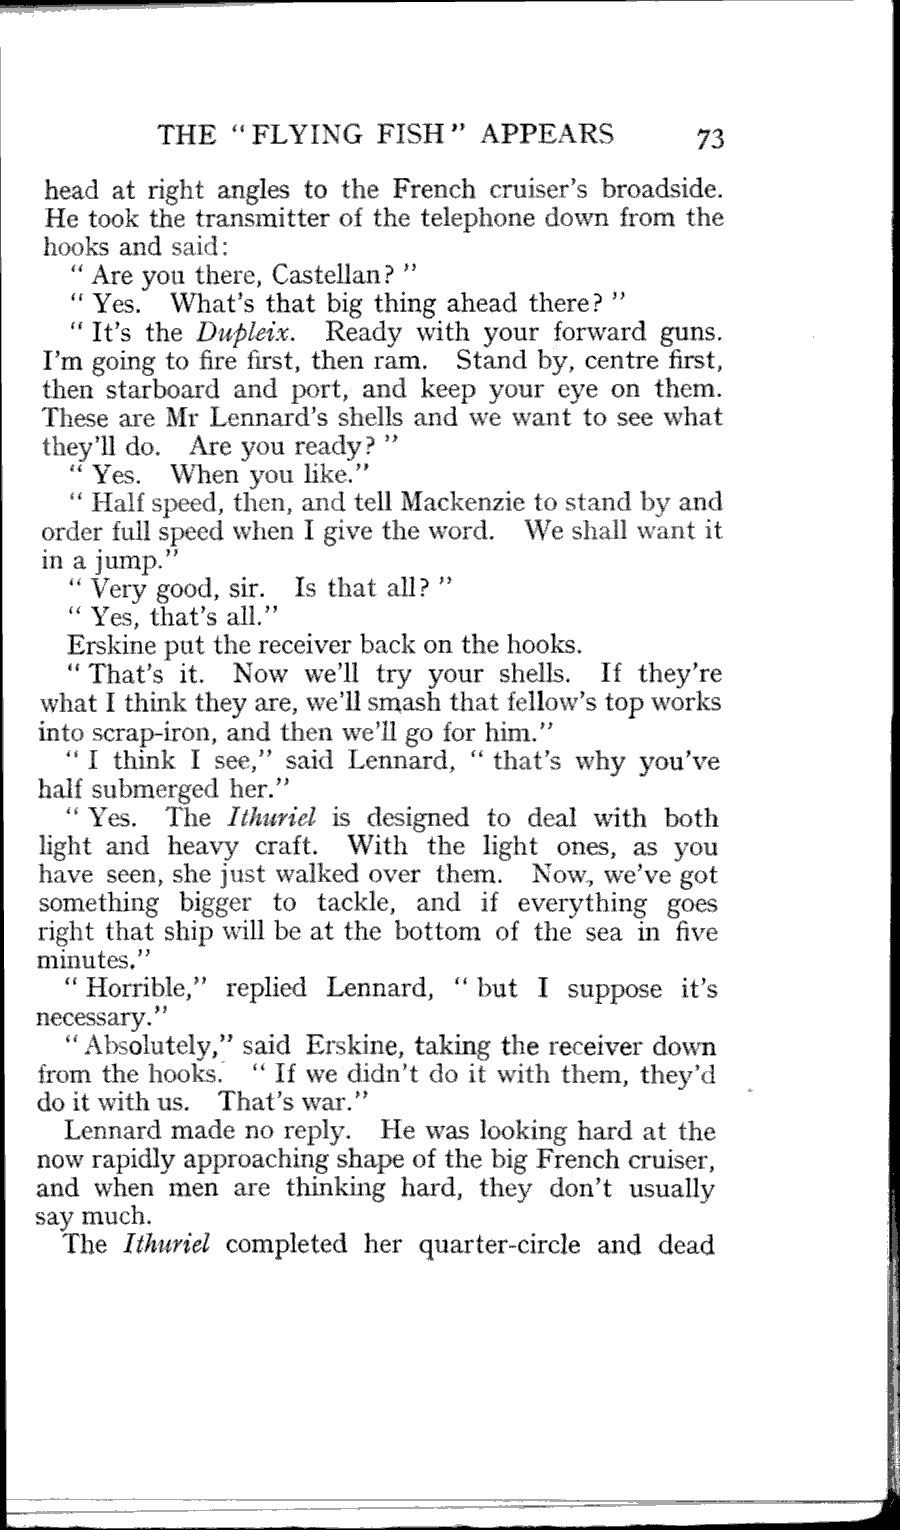 THE "FLYING FISH" APPEARS 73
head at right angles to the French cruiser's broadside.
He took the transmitter of the telephone down from the
hooks and said:
" Are you there, Castellan? "
" Yes. What's that big thing ahead there? "
" It's the Dupleix. Ready with your forward guns.
I'm going to fire first, then ram. Stand by, centre first,
then starboard and port, and keep your eye on them.
These are Mr Lennard's shells and we want to see what
they'll do. Are you ready? "
" Yes. When you like."
" Half speed, then, and tell Mackenzie to stand by and
order full speed when I give the word. We shall want it
in a jump."
" Very good, sir. Is that all? "
" Yes, that's all."
Erskine put the receiver back on the hooks.
" That's it. Now we'll try your shells. If they're
what I think they are, we'll smash that fellow's top works
into scrap-iron, and then we'll go for him."
" I think I see," said Lennard, " that's why you've
half submerged her."
" Yes. The Ithuriel is designed to deal with both
light and heavy craft. With the light ones, as you
have seen, she just walked over them. Now, we've got
something bigger to tackle, and if everything goes
right that ship will be at the bottom of the sea in five
minutes."
" Horrible," replied Lennard, " but I suppose it's
necessary."
" Absolutely," said Erskine, taking the receiver down
from the hooks. " If we didn't do it with them, they'd
do it with us. That's war."
Lennard made no reply. He was looking hard at the
now rapidly approaching shape of the big French cruiser,
and when men are thinking hard, they don't usually
say much.
The Ithuriel completed her quarter-circle and dead